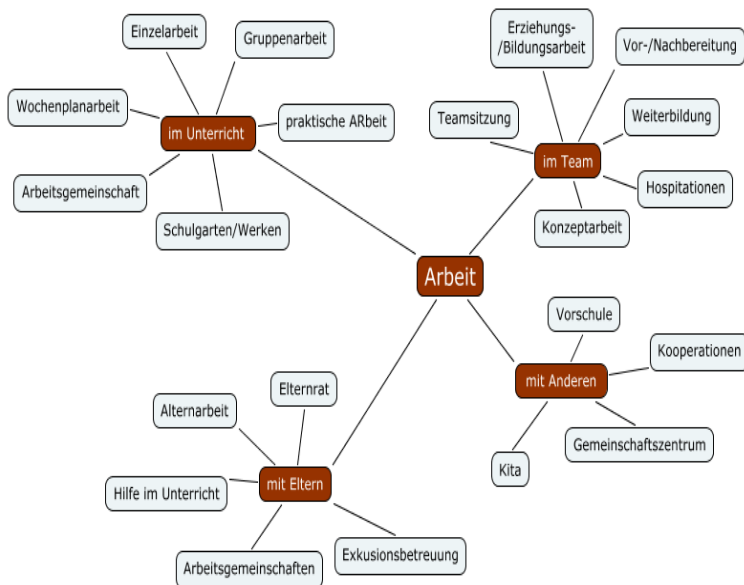 Einzelarbeit
Gruppenarbeit
Wochenplanarbeit
im Unterricht
praktische ARbeit
Arbeitsgemeinschaft
Schulgarten/Werken
Erziehungs-
/Bildungsarbeit
Vor-/Nachbereitung
Teamsitzung
Weiterbildung
im Team
Hospitationen
Konzeptarbeit
Arbeit
Vorschule
Kooperationen
mit Anderen
Gemeinschaftszentrum
Kita
Elternrat
Alternarbeit
mit Eltern
Hilfe im Unterricht
Exkusionsbetreuung
Arbeitsgemeinschaften